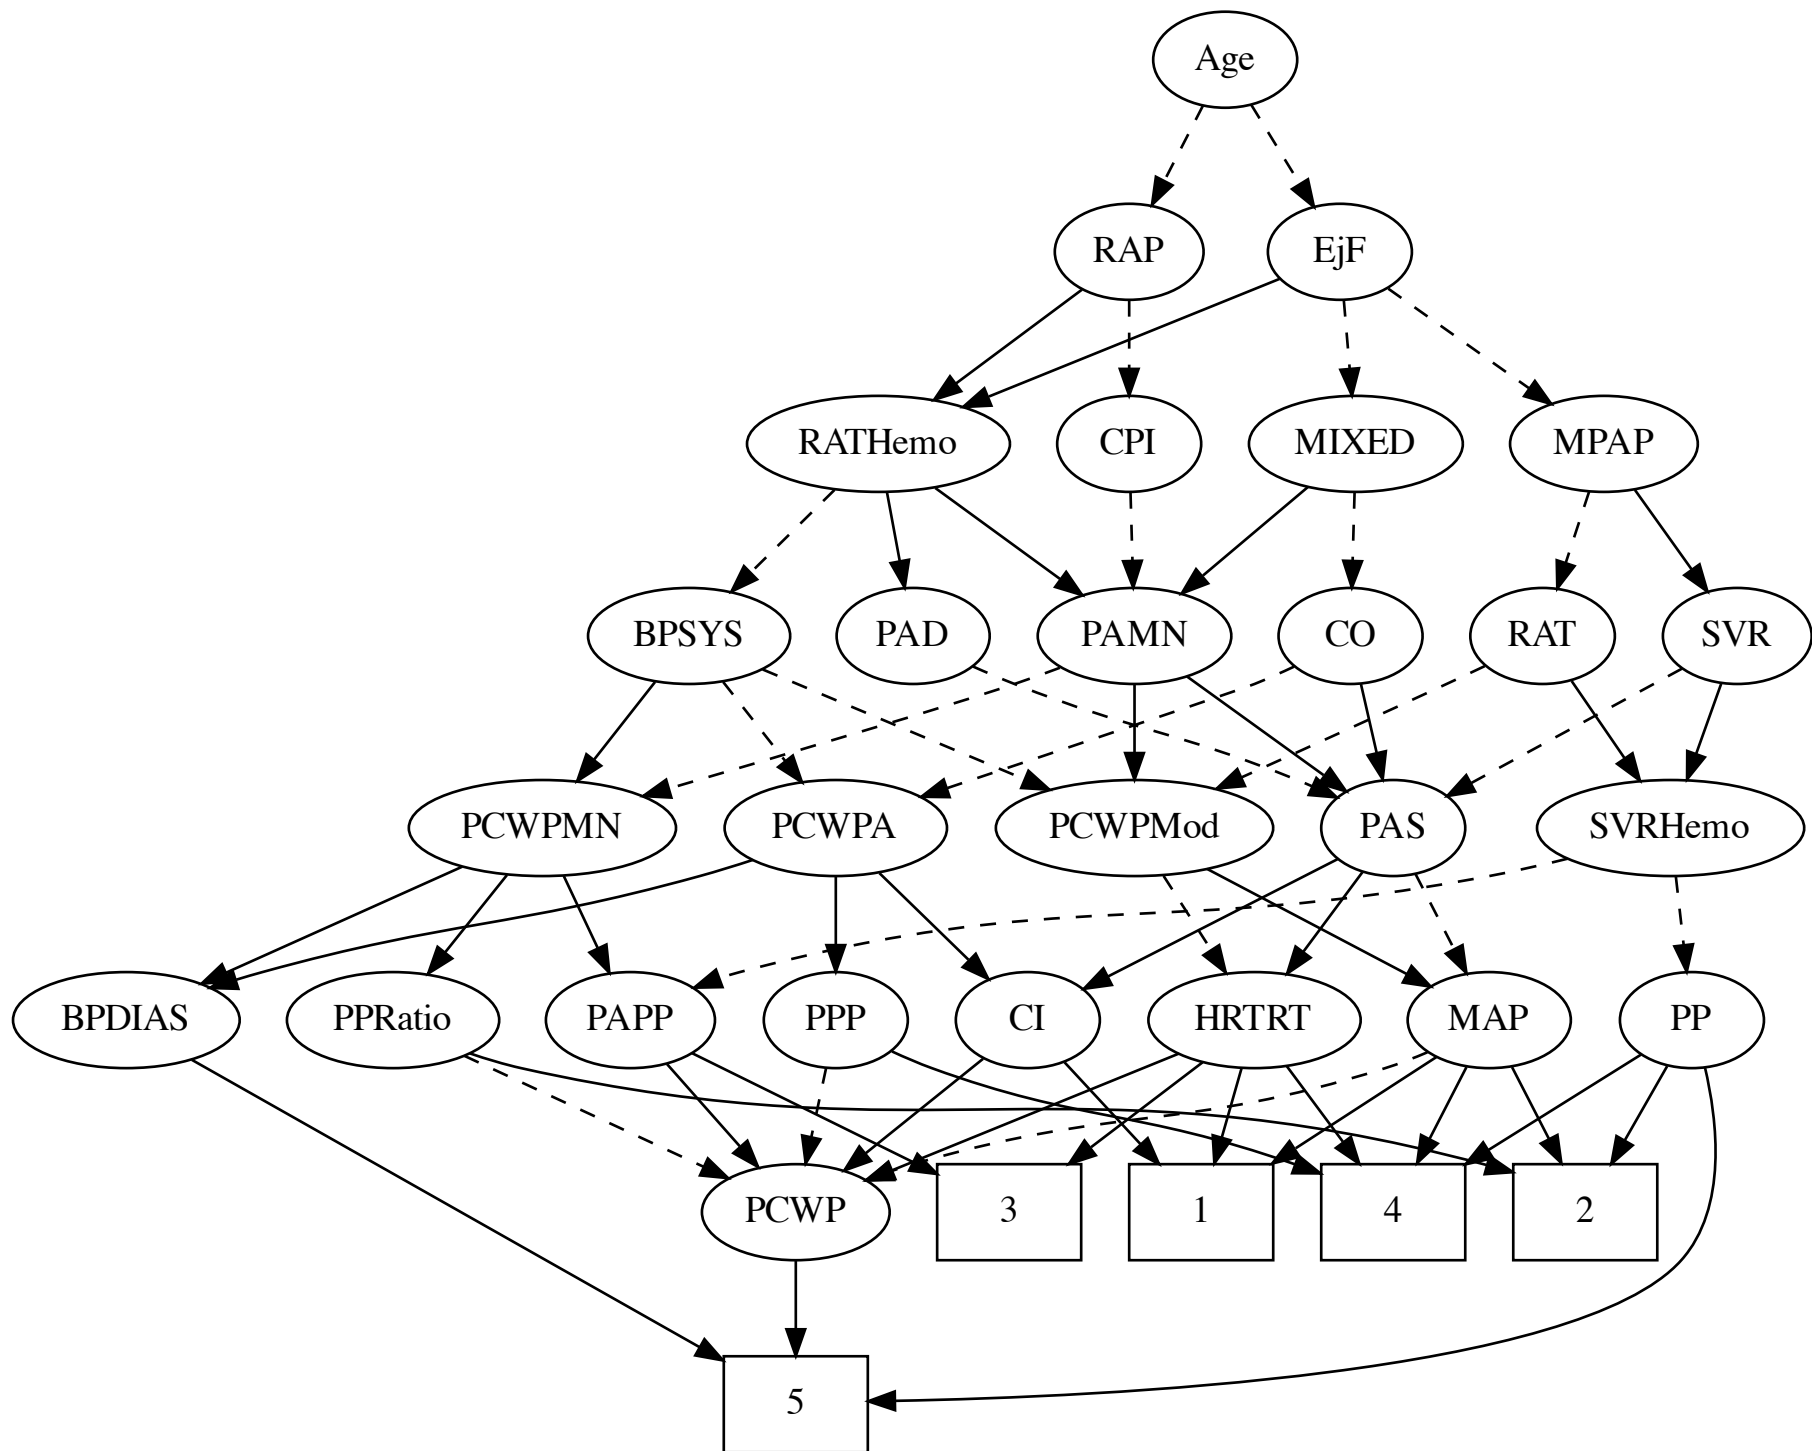 Age
RAP
EjF
RATHemo
CPI
MIXED
MPAP
BPSYS
PAD
PAMN
CO
RAT
SVR
PCWPMN
PCWPA
PCWPMod
PAS
SVRHemo
BPDIAS
PPRatio
PAPP
PPP
CI
HRTRT
MAP
PP
PCWP
3
1
4
2
5